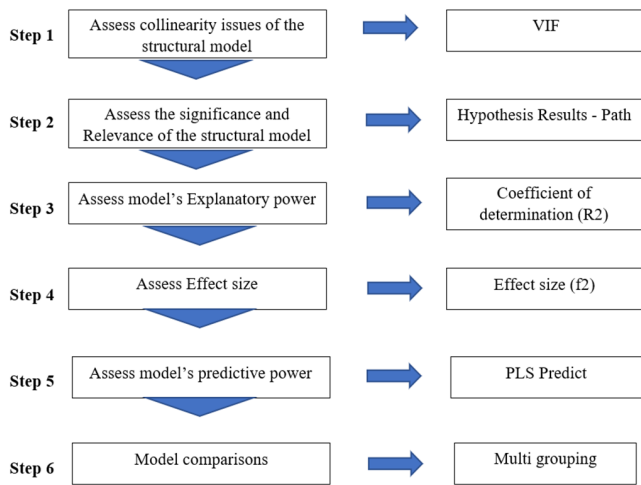 Step 1
Assess collinearity issues of the
structural model
VIF
Step 2
Assess the significance and
Relevance of the structural model
Hypothesis Results - Path
Step 3
Assess model's Explanatory power
Coefficient of
determination (R2)
Step 4
Assess Effect size
Effect size (f2)
Step 5
Assess model's predictive power
PLS Predict
Step 6
Model comparisons
Multi grouping